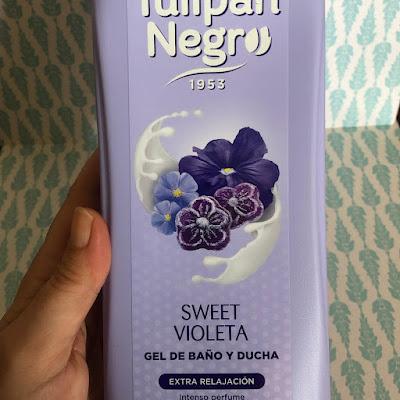 Tulipán
Negro
1953
SWEET
VIOLETA
GEL DE BAÑO Y DUCHA
EXTRA RELAJACIÓN
Intenso perfume